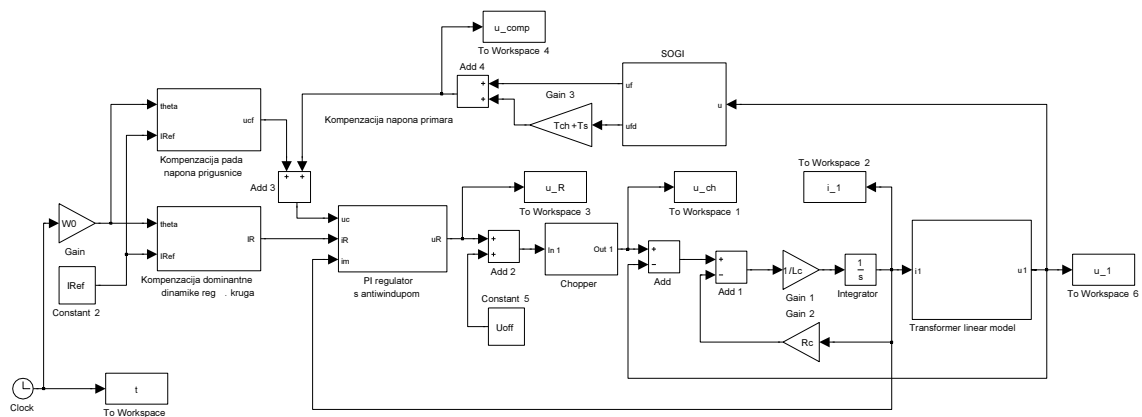 u_comp
To Workspace 4
SOGI
Add 4
+
+
uf
u
ufd
Gain 3
Tch +Ts
Kompenzacija napona primara
theta
IRef
ucf
Kompenzacija pada
napona prigusnice
Add 3
+ +
To Workspace 2
i_1
u_R
To Workspace 3
u_ch
To Workspace 1
W0
Gain
theta
IRef
IR
Kompenzacija dominantne
dinamike reg . kruga
IRef
Constant 2
uc
iR
im
uR
PI regulator
s antiwindupom
+
+
Add 2
Constant 5
Uoff
In 1
Out 1
Chopper
+
−
Add
+
−
Add 1
1/Lc
Gain 1
1
s
Integrator
Gain 2
Rc
i1
u1
Transformer linear model
u_1
To Workspace 6
Clock
t
To Workspace